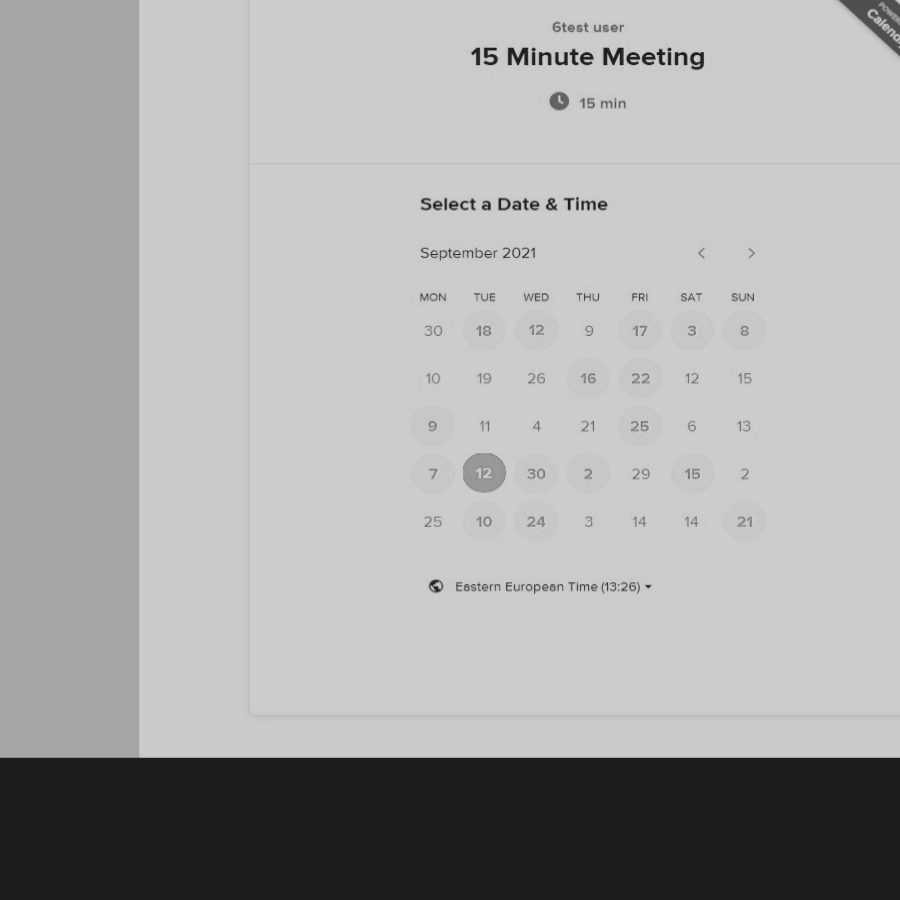 6test user
15 Minute Meeting
15 min
Select a Date & Time
September 2021
MON TUE WED THU FRI SAT SUN
30 18 12 9 17 3 8
10 19 26 16 22 12 15
9 11 4 21 25 6 13
7 12 30 2 29 15 2
25 10 24 3 14 14 21
Eastern European Time (13:26)